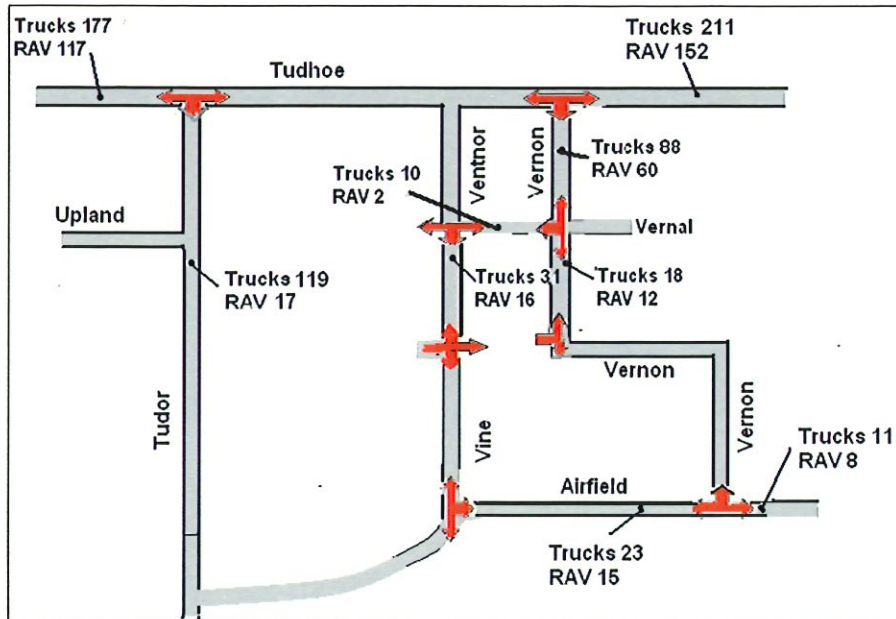 Trucks 177
RAV 117
Trucks 211
RAV 152
Tudhoe
Ventnor
Vernon
Trucks 88
RAV 60
Trucks 10
RAV 2
Upland
Vernal
Trucks 119
RAV 17
Trucks 31
RAV 16
Trucks 18
RAV 12
Vernon
Tudor
Vine
Vernon
Trucks 11
RAV 8
Airfield
Trucks 23
RAV 15